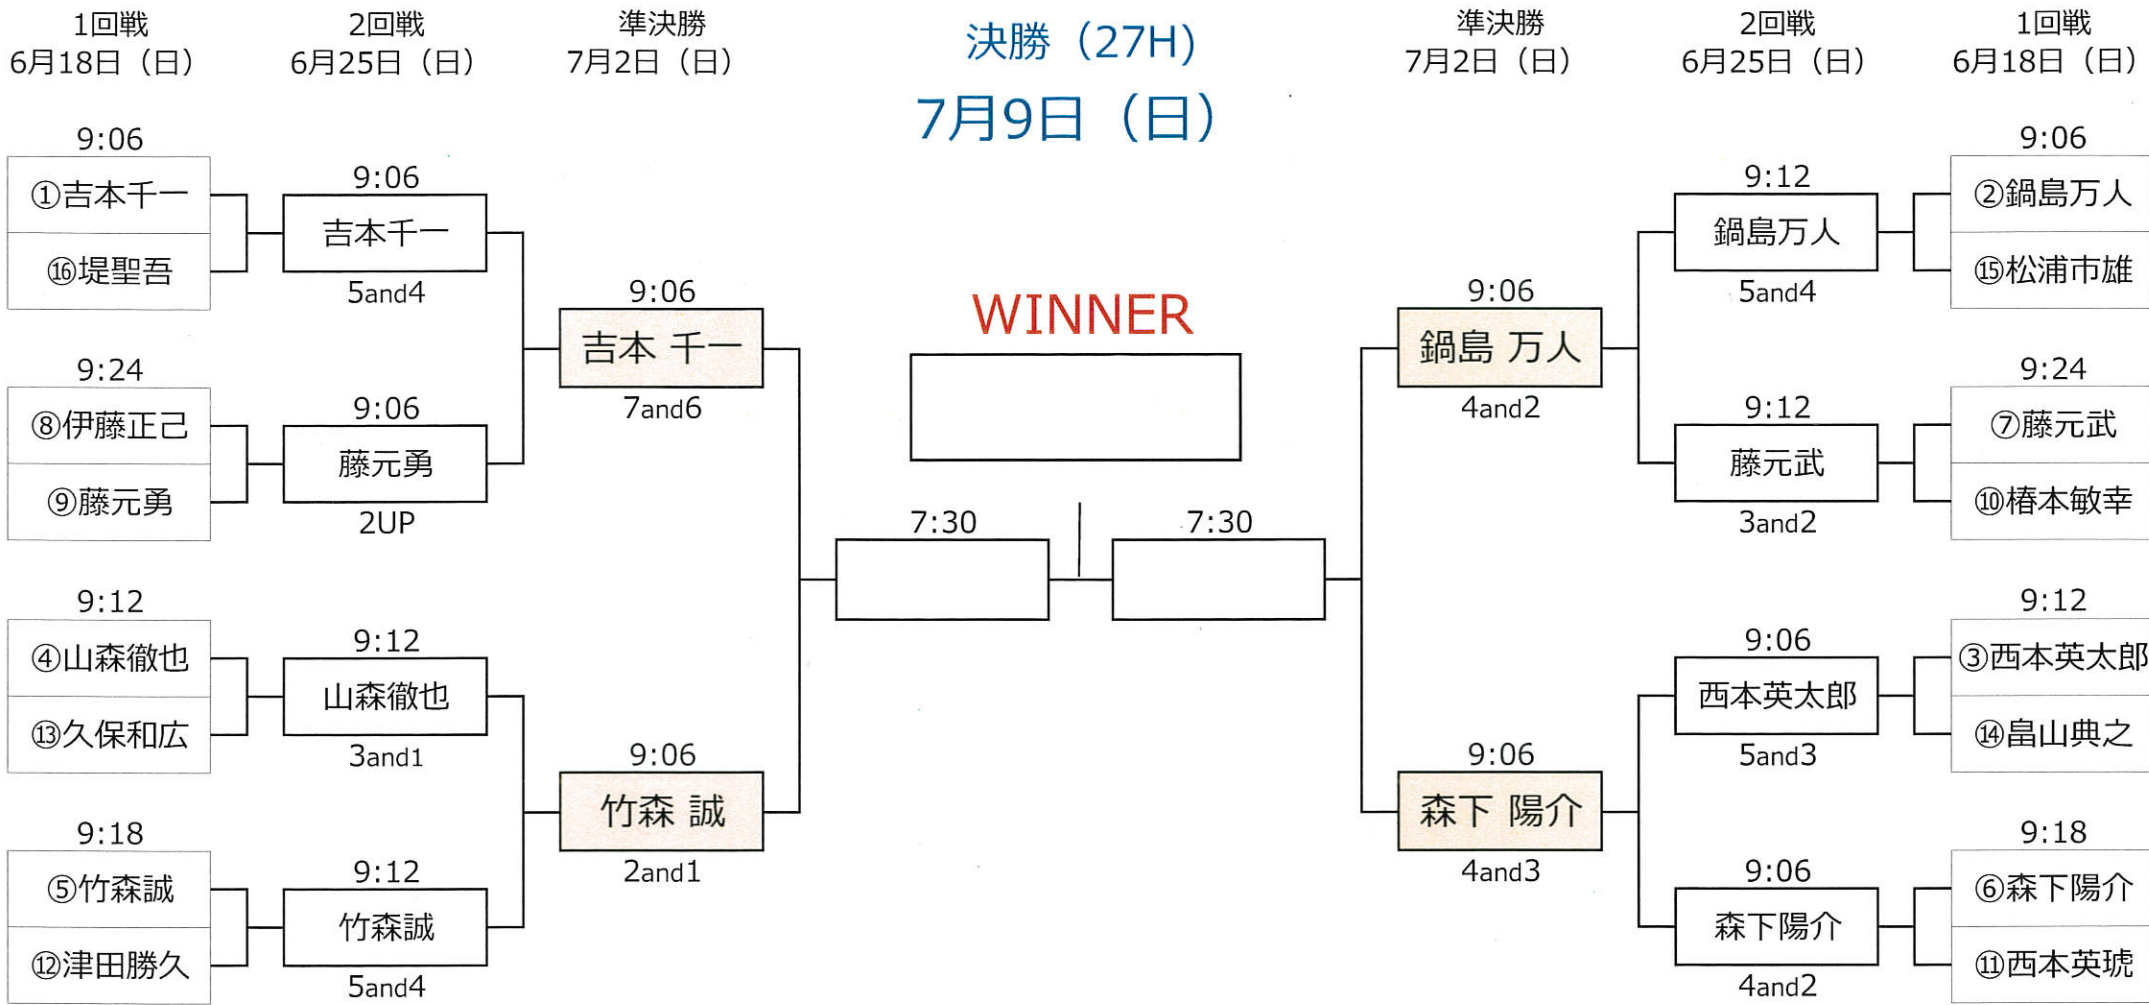 1回戦
6月18日（日）
2回戦
6月25日（日）
準決勝
7月2日（日）
決勝（27H)
7月9日（日）
準決勝
7月2日（日）
2回戦
6月25日（日）
1回戦
6月18日（日）
9:06
①吉本千一
⑯堤聖吾
9:24
⑧伊藤正己
⑨藤元勇
9:12
④山森徹也
⑬久保和広
9:18
⑤竹森誠
⑫津田勝久
9:06
吉本千一
5and4
9:06
藤元勇
2UP
9:12
山森徹也
3and1
9:12
竹森誠
5and4
9:06
吉本 千一
7and6
9:06
竹森 誠
2and1
WINNER
7:30
7:30
9:06
鍋島 万人
4and2
9:06
森下 陽介
4and3
9:12
鍋島万人
5and4
9:12
藤元武
3and2
9:06
西本英太郎
5and3
9:06
森下陽介
4and2
9:06
②鍋島万人
⑮松浦市雄
9:24
⑦藤元武
⑩椿本敏幸
9:12
③西本英太郎
⑭畠山典之
9:18
⑥森下陽介
⑪西本英琥